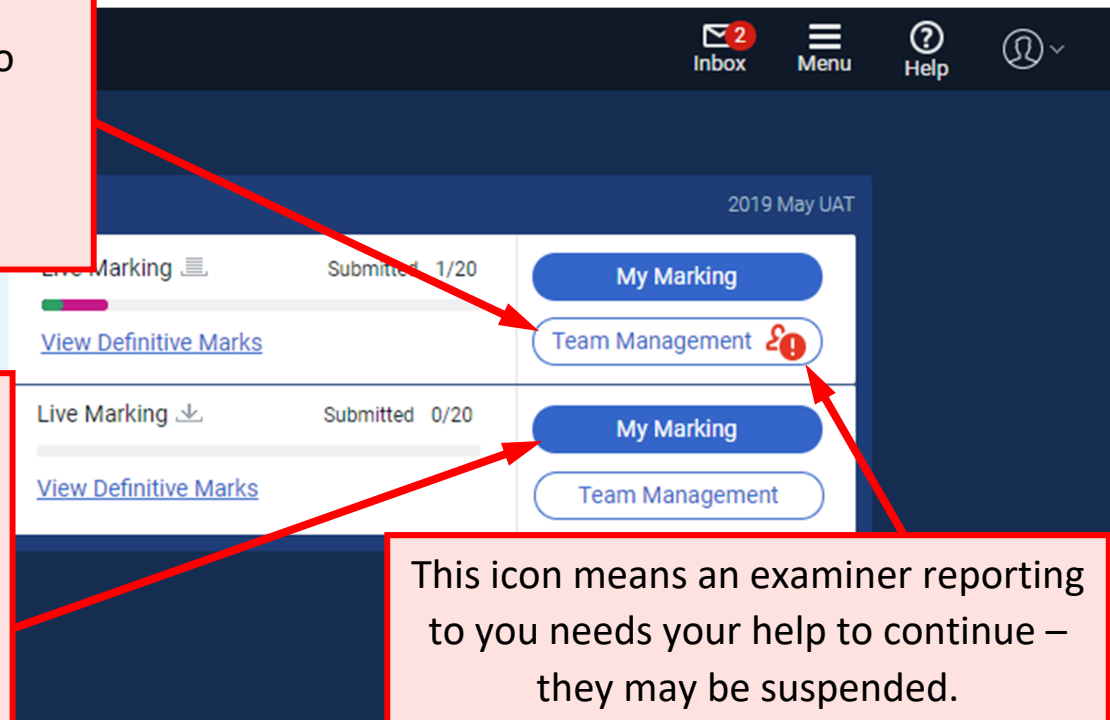 2
Inbox Menu Help
2019 May UAT
Marking Submitted 1/20 My Marking
View Definitive Marks Team Management
Live Marking Submitted 0/20 My Marking
View Definitive Marks Team Management
This icon means an examiner reporting
to you needs your help to continue –
they may be suspended.